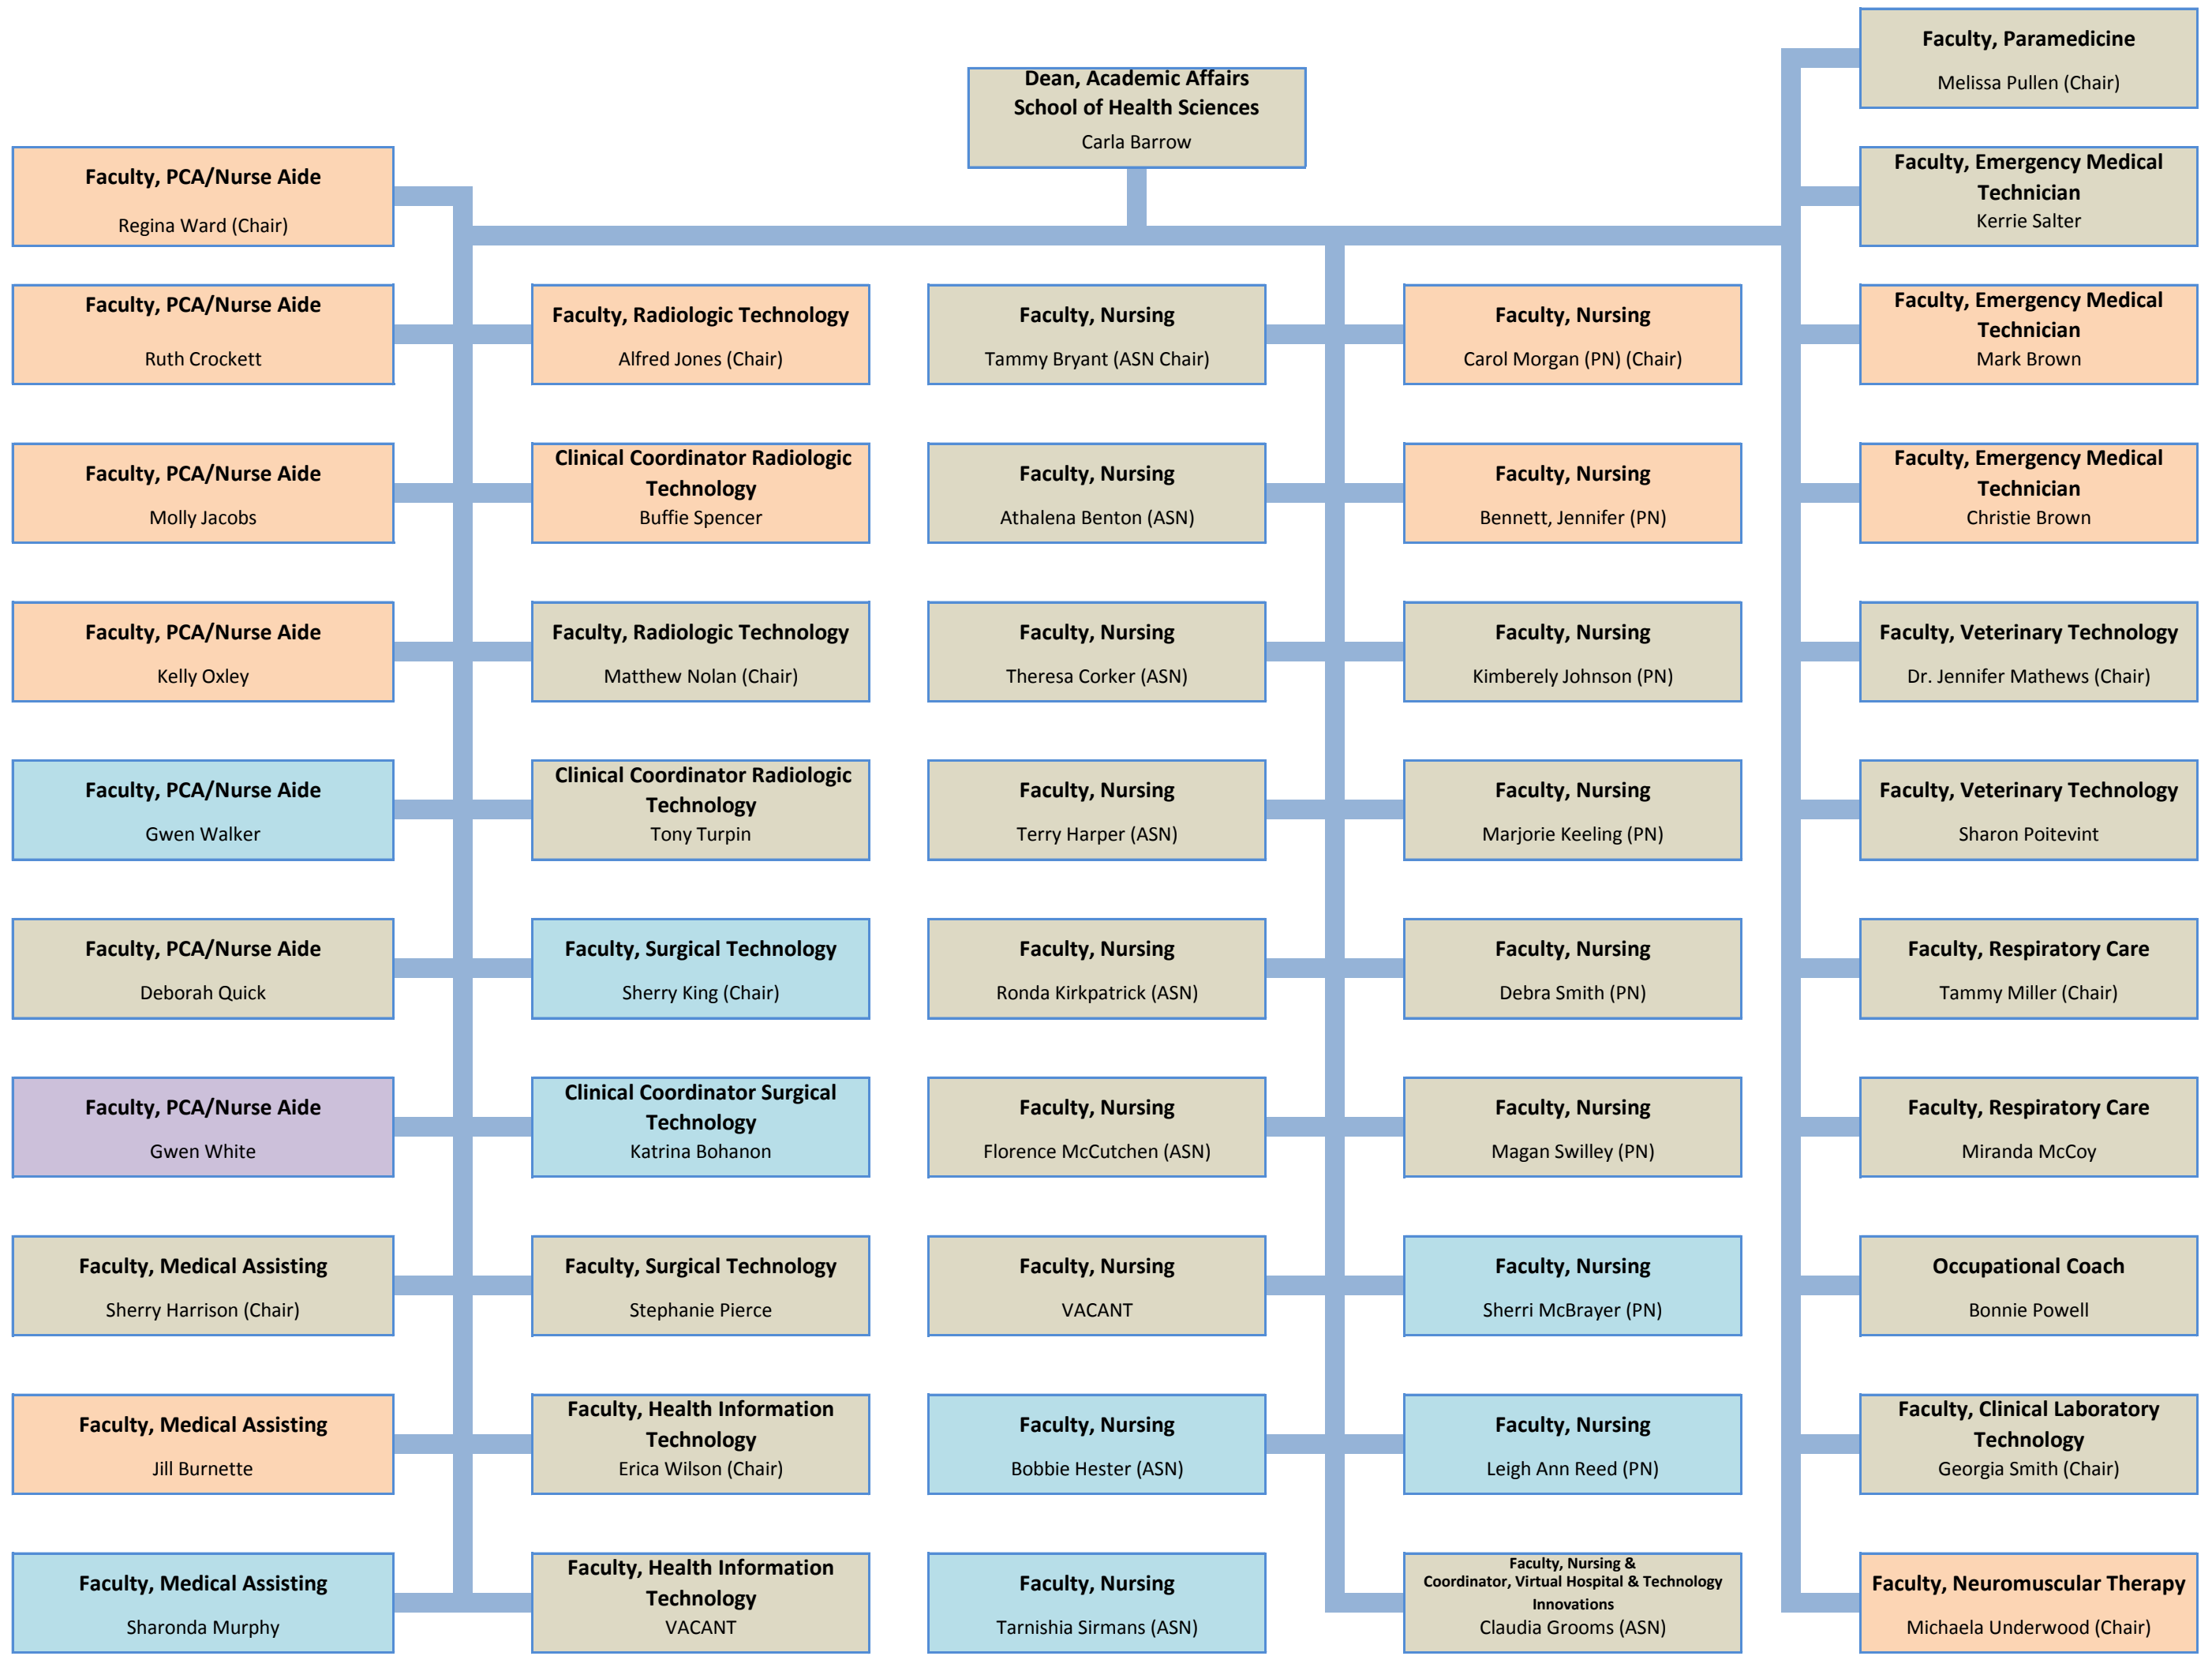 Dean, Academic Affairs
School of Health Sciences
Carla Barrow
Faculty, PCA/Nurse Aide
Regina Ward (Chair)
Faculty, PCA/Nurse Aide
Ruth Crockett
Faculty, PCA/Nurse Aide
Molly Jacobs
Faculty, PCA/Nurse Aide
Kelly Oxley
Faculty, PCA/Nurse Aide
Gwen Walker
Faculty, PCA/Nurse Aide
Deborah Quick
Faculty, PCA/Nurse Aide
Gwen White
Faculty, Medical Assisting
Sherry Harrison (Chair)
Faculty, Medical Assisting
Jill Burnette
Faculty, Medical Assisting
Sharonda Murphy
Faculty, Radiologic Technology
Alfred Jones (Chair)
Clinical Coordinator Radiologic
Technology
Buffie Spencer
Faculty, Radiologic Technology
Matthew Nolan (Chair)
Clinical Coordinator Radiologic
Technology
Tony Turpin
Faculty, Surgical Technology
Sherry King (Chair)
Clinical Coordinator Surgical
Technology
Katrina Bohanon
Faculty, Surgical Technology
Stephanie Pierce
Faculty, Health Information
Technology
Erica Wilson (Chair)
Faculty, Health Information
Technology
VACANT
Faculty, Nursing
Tammy Bryant (ASN Chair)
Faculty, Nursing
Athalena Benton (ASN)
Faculty, Nursing
Theresa Corker (ASN)
Faculty, Nursing
Terry Harper (ASN)
Faculty, Nursing
Ronda Kirkpatrick (ASN)
Faculty, Nursing
Florence McCutchen (ASN)
Faculty, Nursing
VACANT
Faculty, Nursing
Bobbie Hester (ASN)
Faculty, Nursing
Tarnishia Sirmans (ASN)
Faculty, Nursing
Carol Morgan (PN) (Chair)
Faculty, Nursing
Bennett, Jennifer (PN)
Faculty, Nursing
Kimberely Johnson (PN)
Faculty, Nursing
Marjorie Keeling (PN)
Faculty, Nursing
Debra Smith (PN)
Faculty, Nursing
Magan Swilley (PN)
Faculty, Nursing
Sherri McBrayer (PN)
Faculty, Nursing
Leigh Ann Reed (PN)
Faculty, Nursing &
Coordinator, Virtual Hospital & Technology
Innovations
Claudia Grooms (ASN)
Faculty, Paramedicine
Melissa Pullen (Chair)
Faculty, Emergency Medical
Technician
Kerrie Salter
Faculty, Emergency Medical
Technician
Mark Brown
Faculty, Emergency Medical
Technician
Christie Brown
Faculty, Veterinary Technology
Dr. Jennifer Mathews (Chair)
Faculty, Veterinary Technology
Sharon Poitevint
Faculty, Respiratory Care
Tammy Miller (Chair)
Faculty, Respiratory Care
Miranda McCoy
Occupational Coach
Bonnie Powell
Faculty, Clinical Laboratory
Technology
Georgia Smith (Chair)
Faculty, Neuromuscular Therapy
Michaela Underwood (Chair)